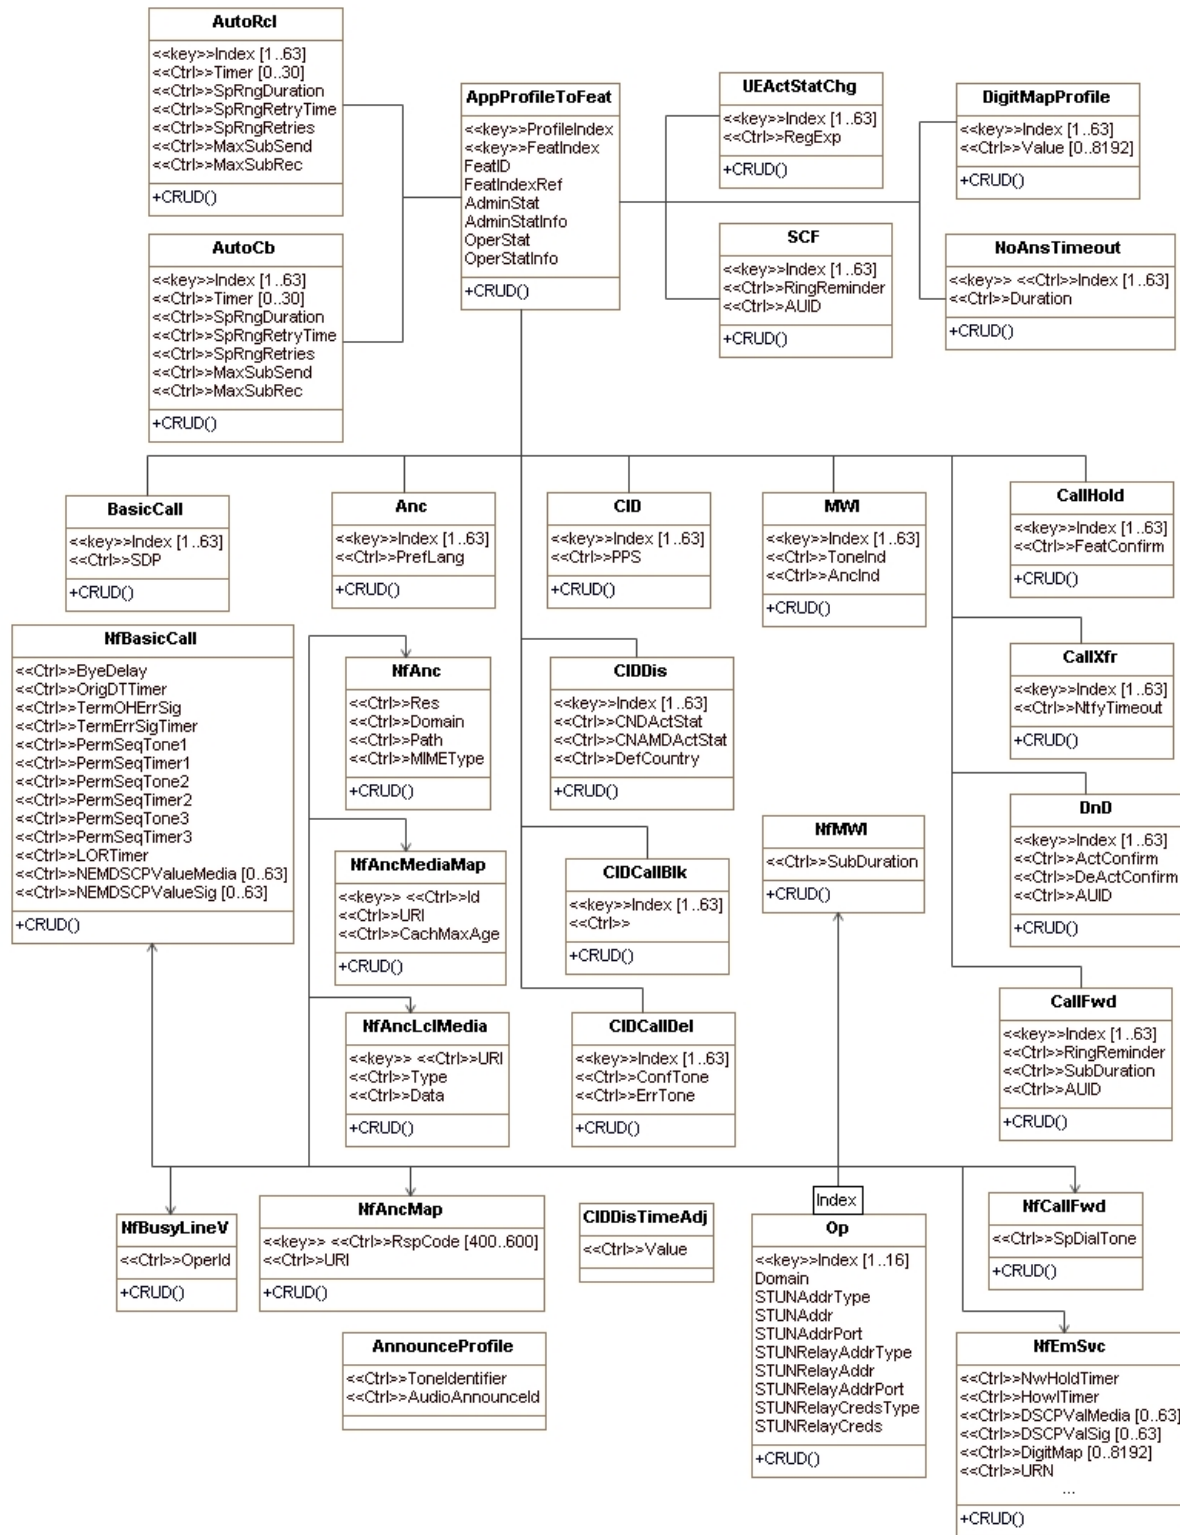 AutoRcl
<<key>>Index [1..63]
<<Ctrl>>Timer [0..30]
<<Ctrl>>SpRngDuration
<<Ctrl>>SpRngRetryTime
<<Ctrl>>SpRngRetries
<<Ctrl>>MaxSubSend
<<Ctrl>>MaxSubRec
+CRUD()
AppProfileToFeat
<<key>>ProfileIndex
<<key>>FeatIndex
FeatID
FeatIndexRef
AdminStat
AdminStatInfo
OperStat
OperStatInfo
+CRUD()
UEActStatChg
<<key>>Index [1..63]
<<Ctrl>>RegExp
+CRUD()
DigitMapProfile
<<key>>Index [1..63]
<<Ctrl>>Value [0..8192]
+CRUD()
AutoCb
<<key>>Index [1..63]
<<Ctrl>>Timer [0..30]
<<Ctrl>>SpRngDuration
<<Ctrl>>SpRngRetryTime
<<Ctrl>>SpRngRetries
<<Ctrl>>MaxSubSend
<<Ctrl>>MaxSubRec
+CRUD()
SCF
<<key>>Index [1..63]
<<Ctrl>>RingReminder
<<Ctrl>>AUID
+CRUD()
NoAnsTimeout
<<key>> <<Ctrl>>Index [1..63]
<<Ctrl>>Duration
+CRUD()
BasicCall
<<key>>Index [1..63]
<<Ctrl>>SDP
+CRUD()
Anc
<<key>>Index [1..63]
<<Ctrl>>PrefLang
+CRUD()
CID
<<key>>Index [1..63]
<<Ctrl>>PPS
+CRUD()
MWI
<<key>>Index [1..63]
<<Ctrl>>ToneInd
<<Ctrl>>AncInd
+CRUD()
CallHold
<<key>>Index [1..63]
<<Ctrl>>FeatConfirm
+CRUD()
NfBasicCall
<<Ctrl>>ByeDelay
<<Ctrl>>OrigDTTimer
<<Ctrl>>TermOHErrSig
<<Ctrl>>TermErrSigTimer
<<Ctrl>>PermSeqTone1
<<Ctrl>>PermSeqTimer1
<<Ctrl>>PermSeqTone2
<<Ctrl>>PermSeqTimer2
<<Ctrl>>PermSeqTone3
<<Ctrl>>PermSeqTimer3
<<Ctrl>>LORTimer
<<Ctrl>>NEMDSCPValueMedia [0..63]
<<Ctrl>>NEMDSCPValueSig [0..63]
+CRUD()
NfAnc
<<Ctrl>>Res
<<Ctrl>>Domain
<<Ctrl>>Path
<<Ctrl>>MIMEType
+CRUD()
CIDDis
<<key>>Index [1..63]
<<Ctrl>>CNDActStat
<<Ctrl>>CNAMDActStat
<<Ctrl>>DefCountry
+CRUD()
CallXfr
<<key>>Index [1..63]
<<Ctrl>>NtfyTimeout
+CRUD()
NfAncMediaMap
<<key>> <<Ctrl>>Id
<<Ctrl>>URI
<<Ctrl>>CachMaxAge
+CRUD()
CIDCallBlk
<<key>>Index [1..63]
<<Ctrl>>
+CRUD()
NfMWI
<<Ctrl>>SubDuration
+CRUD()
DnD
<<key>>Index [1..63]
<<Ctrl>>ActConfirm
<<Ctrl>>DeActConfirm
<<Ctrl>>AUID
+CRUD()
NfAncLclMedia
<<key>> <<Ctrl>>URI
<<Ctrl>>Type
<<Ctrl>>Data
+CRUD()
CIDCallDel
<<key>>Index [1..63]
<<Ctrl>>ConfTone
<<Ctrl>>ErrTone
+CRUD()
CallFwd
<<key>>Index [1..63]
<<Ctrl>>RingReminder
<<Ctrl>>SubDuration
<<Ctrl>>AUID
+CRUD()
NfBusyLineV
<<Ctrl>>OperId
+CRUD()
NfAncMap
<<key>> <<Ctrl>>RspCode [400..600]
<<Ctrl>>URI
+CRUD()
CIDDisTimeAdj
<<Ctrl>>Value
Index
Op
<<key>>Index [1..16]
Domain
STUNAddrType
STUNAddr
STUNAddrPort
STUNRelayAddrType
STUNRelayAddr
STUNRelayAddrPort
STUNRelayCredsType
STUNRelayCreds
+CRUD()
NfCallFwd
<<Ctrl>>SpDialTone
+CRUD()
AnnounceProfile
<<Ctrl>>ToneIdentifier
<<Ctrl>>AudioAnnounceId
NfEmSvc
<<Ctrl>>NwHoldTimer
<<Ctrl>>HowlTimer
<<Ctrl>>DSCPValMedia [0..63]
<<Ctrl>>DSCPValSig [0..63]
<<Ctrl>>DigitMap [0..8192]
<<Ctrl>>URN
...
+CRUD()